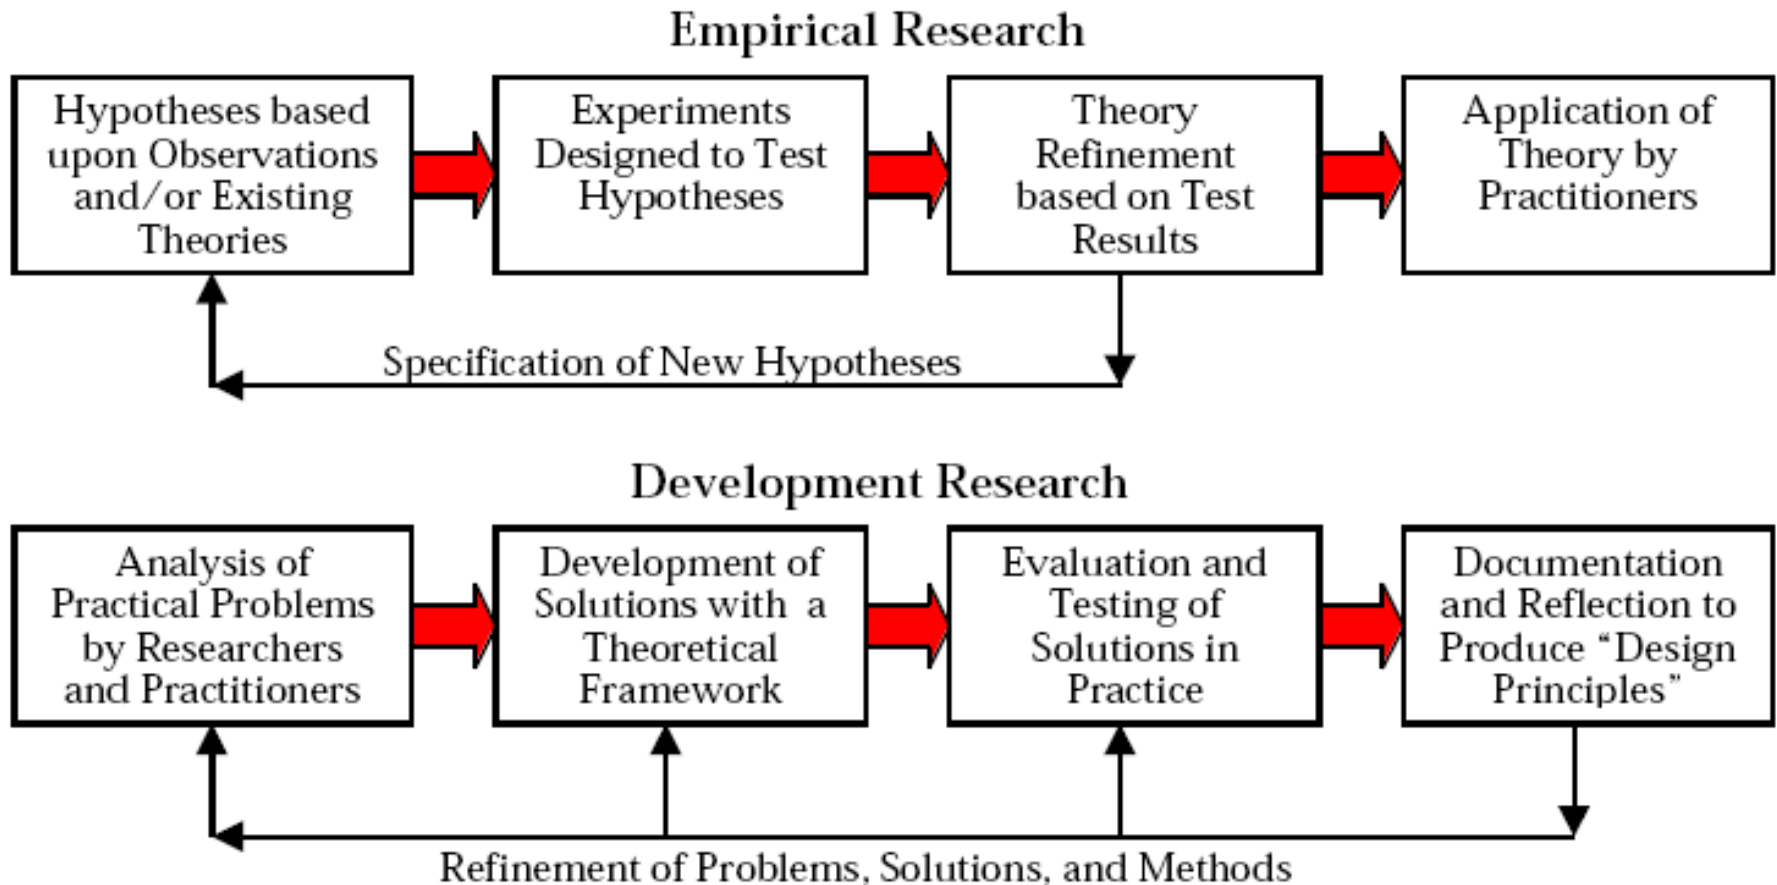 Empirical Research
Hypotheses based
upon Observations
and/or Existing
Theories
Experiments
Designed to Test
Hypotheses
Theory
Refinement
based on Test
Results
Application of
Theory by
Practitioners
Specification of New Hypotheses
Development Research
Analysis of
Practical Problems
by Researchers
and Practitioners
Development of
Solutions with a
Theoretical
Framework
Evaluation and
Testing of
Solutions in
Practice
Documentation
and Reflection to
Produce “Design
Principles”
Refinement of Problems, Solutions, and Methods